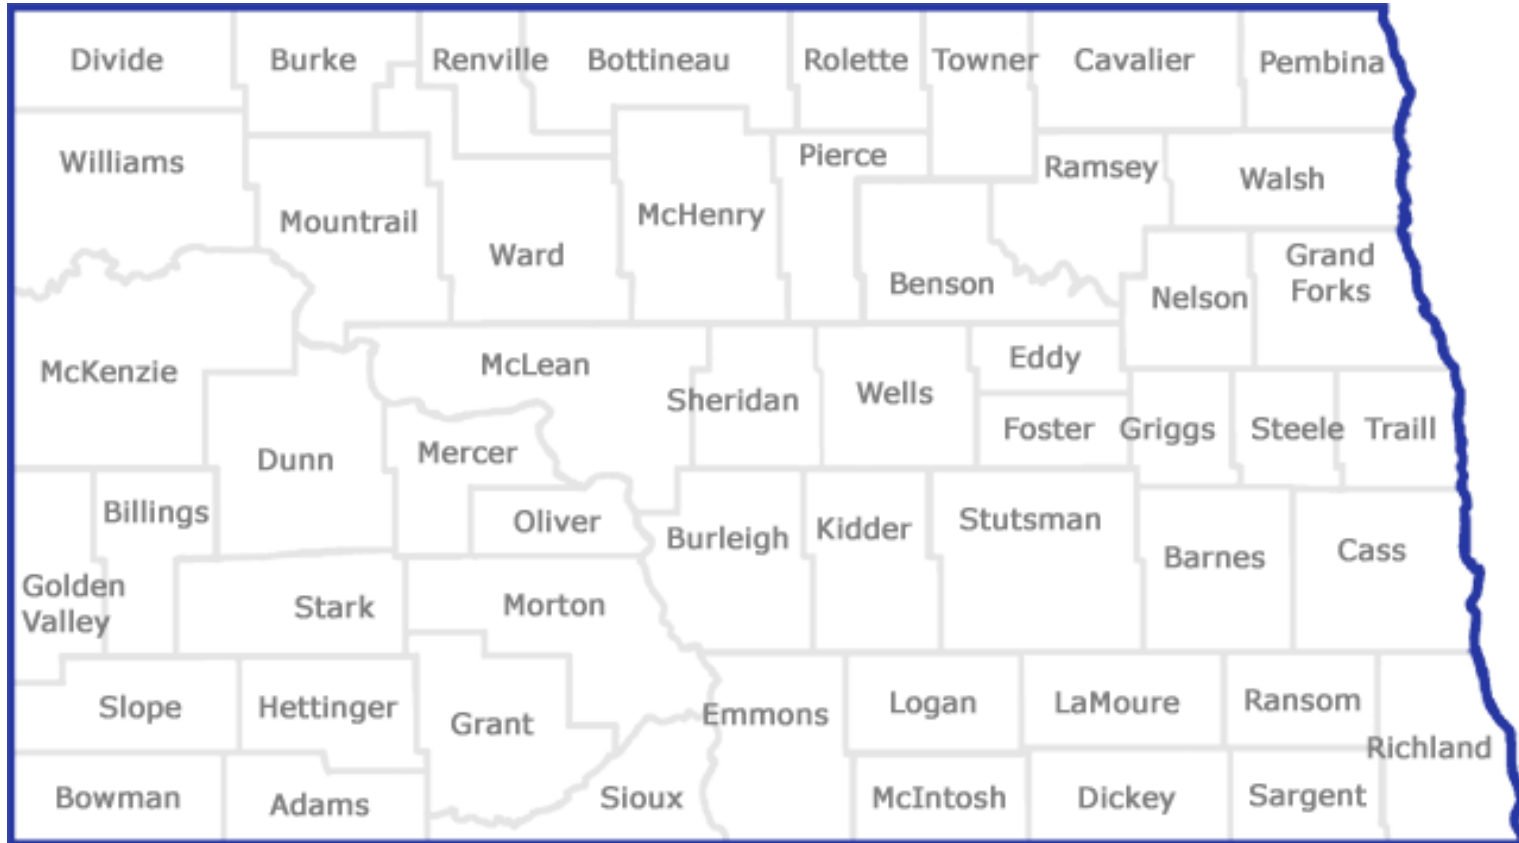 Divide
Burke
Renville
Bottineau
Rolette
Towner
Cavalier
Pembina
Williams
Mountrail
Ward
McHenry
Pierce
Ramsey
Walsh
Benson
Nelson
Grand
Forks
McKenzie
McLean
Sheridan
Wells
Eddy
Foster
Griggs
Steele
Traill
Dunn
Mercer
Billings
Oliver
Burleigh
Kidder
Stutsman
Barnes
Cass
Golden
Valley
Stark
Morton
Slope
Hettinger
Grant
Emmons
Logan
LaMoure
Ransom
Richland
Bowman
Adams
Sioux
McIntosh
Dickey
Sargent